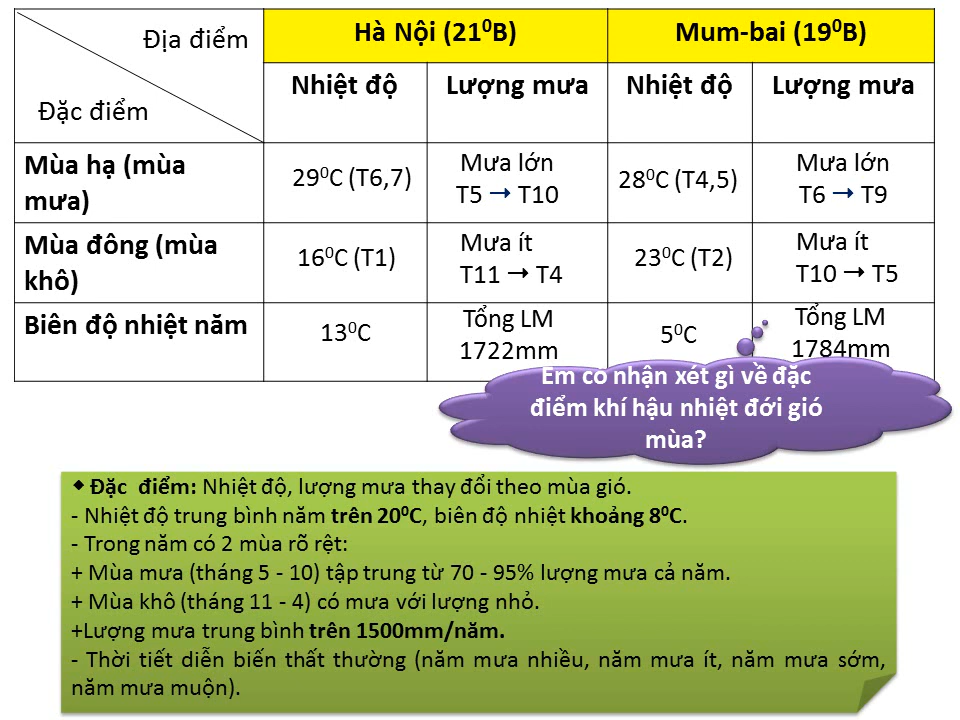 Địa điểm
Đặc điểm
Hà Nội (21⁰B)
Mum-bai (19⁰B)
Nhiệt độ
Lượng mưa
Nhiệt độ
Lượng mưa
Mùa hạ (mùa
mưa)
29⁰C (T6,7)
Mưa lớn
T5 → T10
28⁰C (T4,5)
Mưa lớn
T6 → T9
Mùa đông (mùa
khô)
16⁰C (T1)
Mưa ít
T11 → T4
23⁰C (T2)
Mưa ít
T10 → T5
Biên độ nhiệt năm
13⁰C
Tổng LM
1722mm
5⁰C
Tổng LM
1784mm
Em có nhận xét gì về đặc
điểm khí hậu nhiệt đới gió
mùa?
◆ Đặc điểm: Nhiệt độ, lượng mưa thay đổi theo mùa gió.
- Nhiệt độ trung bình năm trên 20⁰C, biên độ nhiệt khoảng 8⁰C.
- Trong năm có 2 mùa rõ rệt:
+ Mùa mưa (tháng 5 - 10) tập trung từ 70 - 95% lượng mưa cả năm.
+ Mùa khô (tháng 11 - 4) có mưa với lượng nhỏ.
+Lượng mưa trung bình trên 1500mm/năm.
- Thời tiết diễn biến thất thường (năm mưa nhiều, năm mưa ít, năm mưa sớm,
năm mưa muộn).